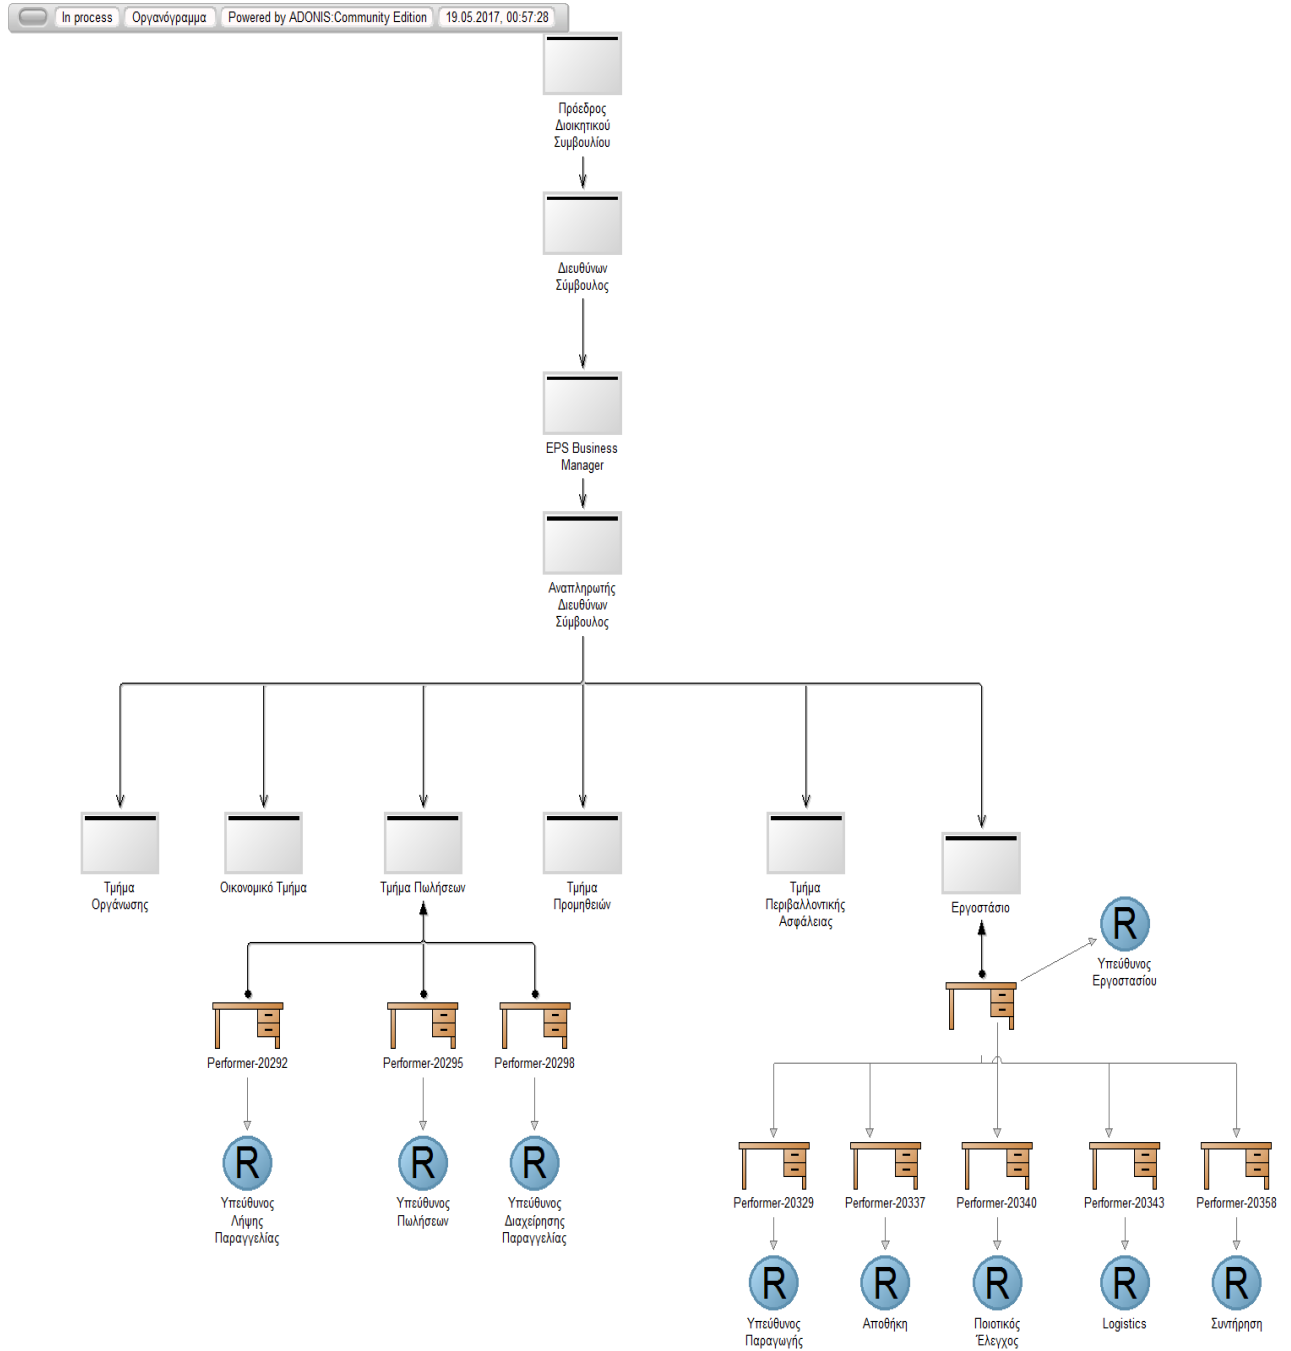 In process Οργανόγραμμα Powered by ADONIS:Community Edition 19.05.2017, 00:57:28
Πρόεδρος
Διοικητικού
Συμβουλίου
Διευθύνων
Σύμβουλος
EPS Business
Manager
Αναπληρωτής
Διευθύνων
Σύμβουλος
Τμήμα
Οργάνωσης
Οικονομικό Τμήμα
Τμήμα Πωλήσεων
Τμήμα
Προμηθειών
Τμήμα
Περιβαλλοντικής
Ασφάλειας
Εργοστάσιο
R
Υπεύθυνος
Εργοστασίου
Performer-20292
Performer-20295
Performer-20298
R
Υπεύθυνος
Λήψης
Παραγγελίας
R
Υπεύθυνος
Πωλήσεων
R
Υπεύθυνος
Διαχείρησης
Παραγγελίας
Performer-20329
Performer-20337
Performer-20340
Performer-20343
Performer-20358
R
Υπεύθυνος
Παραγωγής
R
Αποθήκη
R
Ποιοτικός
Έλεγχος
R
Logistics
R
Συντήρηση